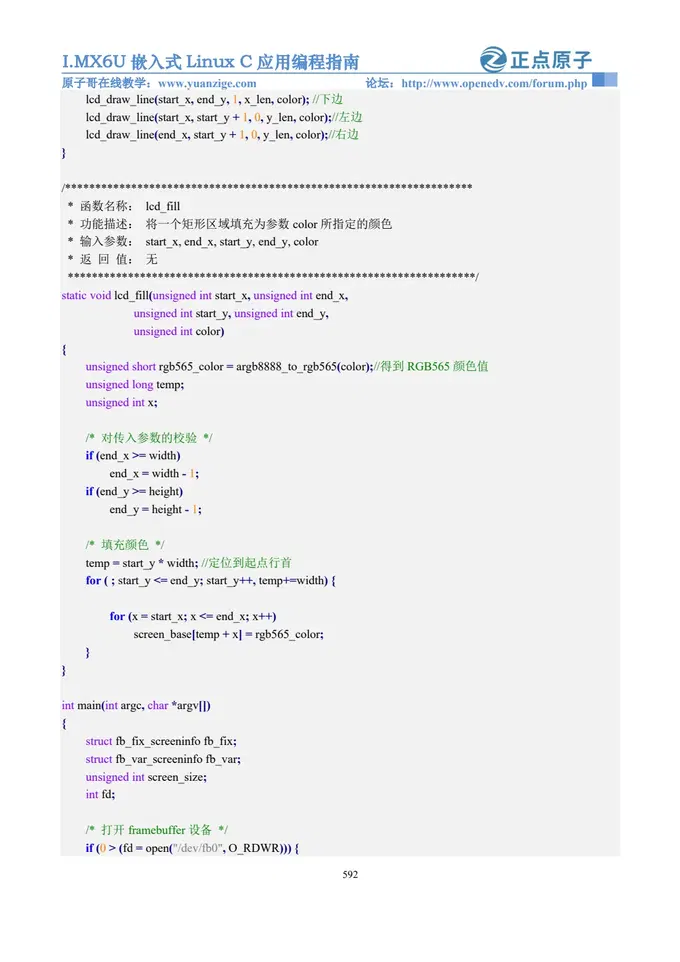 I.MX6U 嵌入式 Linux C 应用编程指南
正点原子
原子哥在线教学：www.yuanzige.com 论坛：http://www.openedv.com/forum.php
lcd_draw_line(start_x, end_y, 1, x_len, color); //下边
lcd_draw_line(start_x, start_y + 1, 0, y_len, color);//左边
lcd_draw_line(end_x, start_y + 1, 0, y_len, color);//右边
}
/********************************************************************
* 函数名称： lcd_fill
* 功能描述： 将一个矩形区域填充为参数 color 所指定的颜色
* 输入参数： start_x, end_x, start_y, end_y, color
* 返 回 值： 无
********************************************************************/
static void lcd_fill(unsigned int start_x, unsigned int end_x,
unsigned int start_y, unsigned int end_y,
unsigned int color)
{
unsigned short rgb565_color = argb8888_to_rgb565(color);//得到 RGB565 颜色值
unsigned long temp;
unsigned int x;
/* 对传入参数的校验 */
if (end_x >= width)
end_x = width - 1;
if (end_y >= height)
end_y = height - 1;
/* 填充颜色 */
temp = start_y * width; //定位到起点行首
for ( ; start_y <= end_y; start_y++, temp+=width) {
for (x = start_x; x <= end_x; x++)
screen_base[temp + x] = rgb565_color;
}
}
int main(int argc, char *argv[])
{
struct fb_fix_screeninfo fb_fix;
struct fb_var_screeninfo fb_var;
unsigned int screen_size;
int fd;
/* 打开 framebuffer 设备 */
if (0 > (fd = open("/dev/fb0", O_RDWR))) {
592